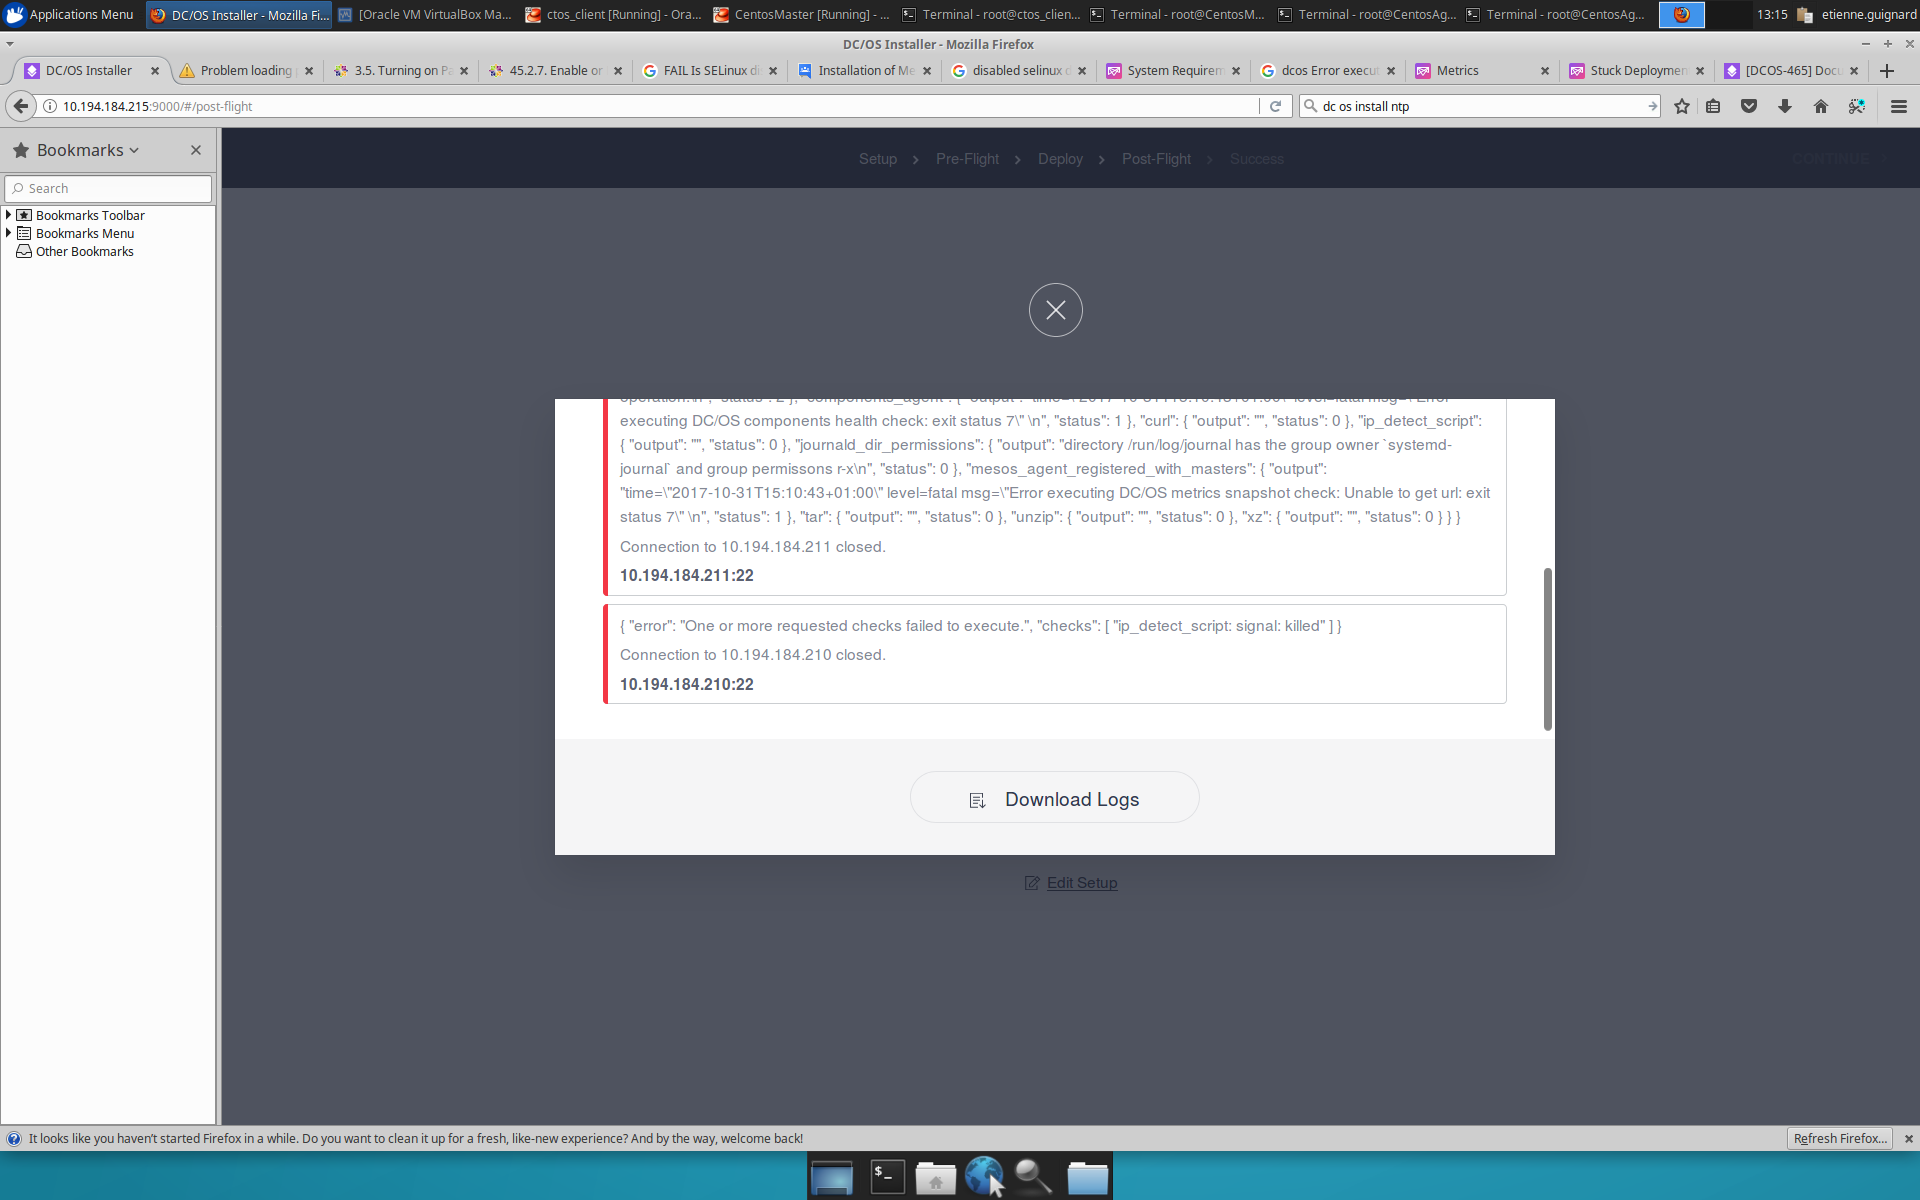 Applications Menu
DC/OS Installer - Mozilla Fi...
[Oracle VM VirtualBox Ma...
ctos_client [Running] - Ora...
CentosMaster [Running] - ...
Terminal - root@ctos_clien...
Terminal - root@CentosM...
Terminal - root@CentosAg...
Terminal - root@CentosAg...
13:15
etienne.guignard
DC/OS Installer - Mozilla Firefox
DC/OS Installer
Problem loading
3.5. Turning on Pa
45.2.7. Enable or
FAIL Is SELinux di
Installation of Me
disabled selinux d
System Requirem
dcos Error execut
Metrics
Stuck Deploymen
[DCOS-465] Docu
10.194.184.215:9000/#/post-flight
dc os install ntp
Bookmarks
Search
Bookmarks Toolbar
Bookmarks Menu
Other Bookmarks
Setup
Pre-Flight
Deploy
Post-Flight
Success
CONTINUE
executing DC/OS components health check: exit status 7\" \n", "status": 1 }, "curl": { "output": "", "status": 0 }, "ip_detect_script":
{ "output": "", "status": 0 }, "journald_dir_permissions": { "output": "directory /run/log/journal has the group owner `systemd-
journal` and group permissons r-x\n", "status": 0 }, "mesos_agent_registered_with_masters": { "output":
"time=\"2017-10-31T15:10:43+01:00\" level=fatal msg=\"Error executing DC/OS metrics snapshot check: Unable to get url: exit
status 7\" \n", "status": 1 }, "tar": { "output": "", "status": 0 }, "unzip": { "output": "", "status": 0 }, "xz": { "output": "", "status": 0 } } }
Connection to 10.194.184.211 closed.
10.194.184.211:22
{ "error": "One or more requested checks failed to execute.", "checks": [ "ip_detect_script: signal: killed" ] }
Connection to 10.194.184.210 closed.
10.194.184.210:22
Download Logs
Edit Setup
It looks like you haven't started Firefox in a while. Do you want to clean it up for a fresh, like-new experience? And by the way, welcome back!
Refresh Firefox...